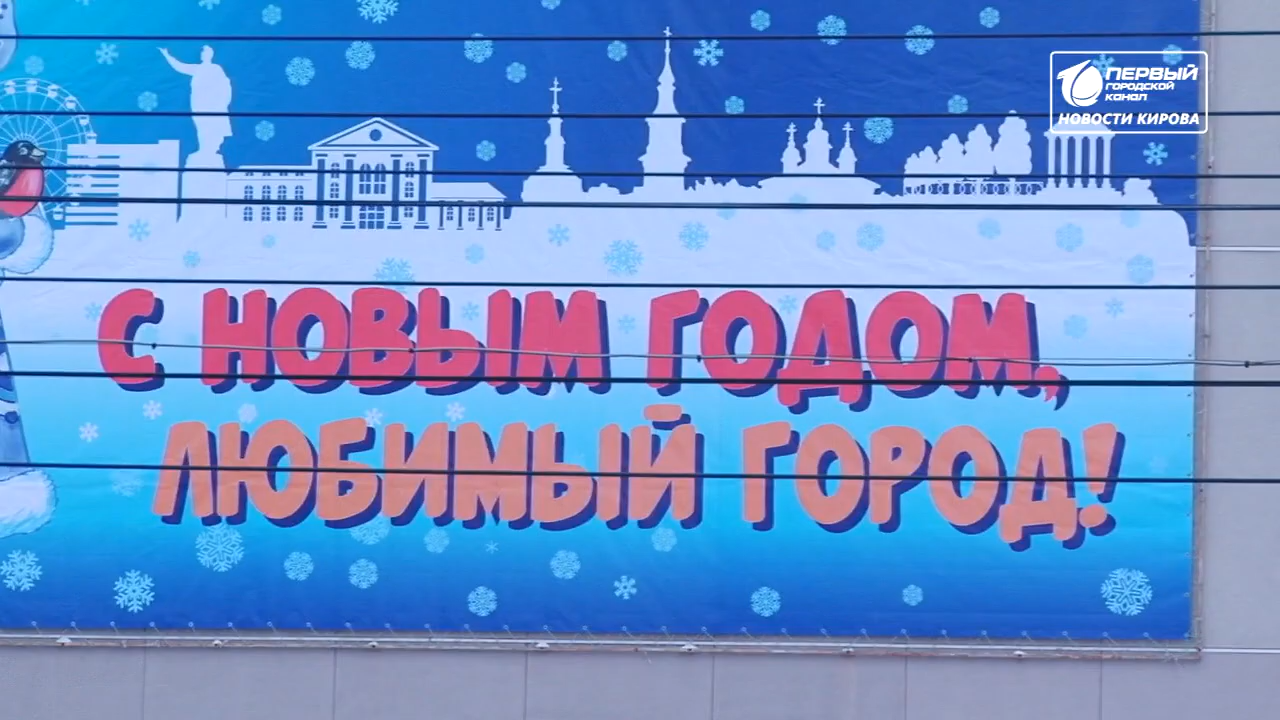 ПЕРВЫЙ
ГОРОДСКОЙ
КАНАЛ
НОВОСТИ КИРОВА
С НОВЫМ ГОДОМ,
ЛЮБИМЫЙ ГОРОД!